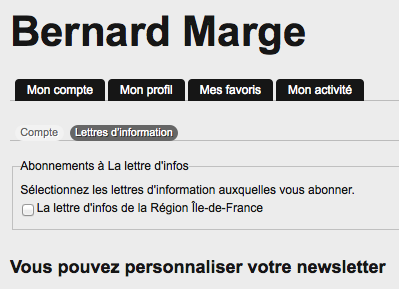 Bernard Marge
Mon compte Mon profil Mes favoris Mon activité
Compte Lettres d'information
Abonnements à La lettre d'infos
Sélectionnez les lettres d'information auxquelles vous abonner.
La lettre d'infos de la Région Île-de-France
Vous pouvez personnaliser votre newsletter